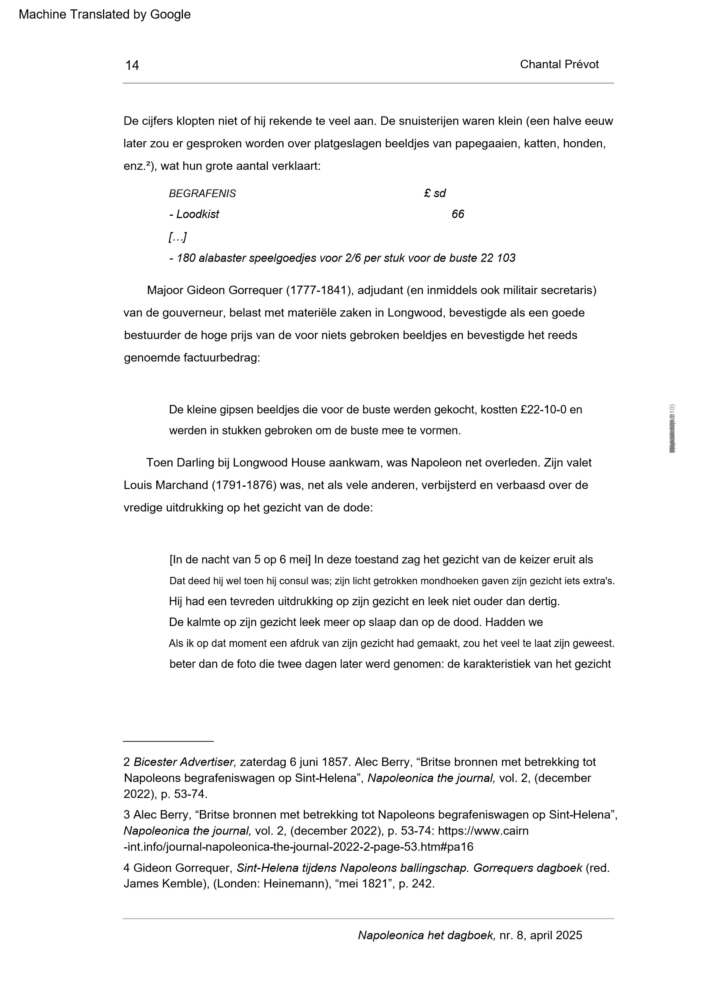 Machine Translated by Google
14 Chantal Prévot
De cijfers klopten niet of hij rekende te veel aan. De snuisterijen waren klein (een halve eeuw
later zou er gesproken worden over platgeslagen beeldjes van papegaaien, katten, honden,
enz.²), wat hun grote aantal verklaart:
BEGRAFENIS £ sd
- Loodkist 66
[…]
- 180 alabaster speelgoedjes voor 2/6 per stuk voor de buste 22 103
Majoor Gideon Gorrequer (1777-1841), adjudant (en inmiddels ook militair secretaris)
van de gouverneur, belast met materiële zaken in Longwood, bevestigde als een goede
bestuurder de hoge prijs van de voor niets gebroken beeldjes en bevestigde het reeds
genoemde factuurbedrag:
De kleine gipsen beeldjes die voor de buste werden gekocht, kostten £22-10-0 en
werden in stukken gebroken om de buste mee te vormen.
Toen Darling bij Longwood House aankwam, was Napoleon net overleden. Zijn valet
Louis Marchand (1791-1876) was, net als vele anderen, verbijsterd en verbaasd over de
vredige uitdrukking op het gezicht van de dode:
[In de nacht van 5 op 6 mei] In deze toestand zag het gezicht van de keizer eruit als
Dat deed hij wel toen hij consul was; zijn licht getrokken mondhoeken gaven zijn gezicht iets extra's.
Hij had een tevreden uitdrukking op zijn gezicht en leek niet ouder dan dertig.
De kalmte op zijn gezicht leek meer op slaap dan op de dood. Hadden we
Als ik op dat moment een afdruk van zijn gezicht had gemaakt, zou het veel te laat zijn geweest.
beter dan de foto die twee dagen later werd genomen: de karakteristiek van het gezicht
2 Bicester Advertiser, zaterdag 6 juni 1857. Alec Berry, “Britse bronnen met betrekking tot
Napoleons begrafeniswagen op Sint-Helena”, Napoleonica the journal, vol. 2, (december
2022), p. 53-74.
3 Alec Berry, “Britse bronnen met betrekking tot Napoleons begrafeniswagen op Sint-Helena”,
Napoleonica the journal, vol. 2, (december 2022), p. 53-74: https://www.cairn
-int.info/journal-napoleonica-the-journal-2022-2-page-53.htm#pa16
4 Gideon Gorrequer, Sint-Helena tijdens Napoleons ballingschap. Gorrequers dagboek (red.
James Kemble), (Londen: Heinemann), “mei 1821”, p. 242.
Napoleonica het dagboek, nr. 8, april 2025